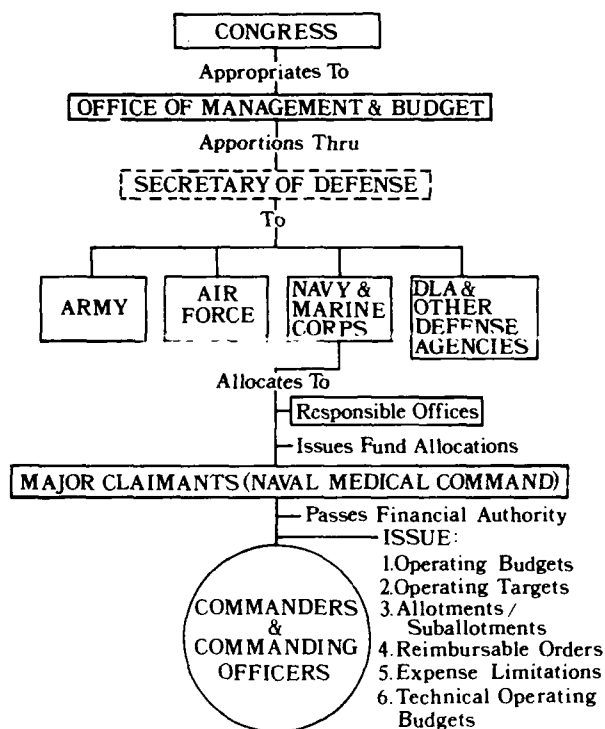 CONGRESS
Appropriates To
OFFICE OF MANAGEMENT & BUDGET
Apportions Thru
SECRETARY OF DEFENSE
To
ARMY
AIR
FORCE
NAVY &
MARINE
CORPS
DLA &
OTHER
DEFENSE
AGENCIES
Allocates To
Responsible Offices
Issues Fund Allocations
MAJOR CLAIMANTS (NAVAL MEDICAL COMMAND)
Passes Financial Authority
ISSUE:
1. Operating Budgets
2. Operating Targets
3. Allotments /
Suballotments
4. Reimbursable Orders
5. Expense Limitations
6. Technical Operating
Budgets
COMMANDERS
&
COMMANDING
OFFICERS